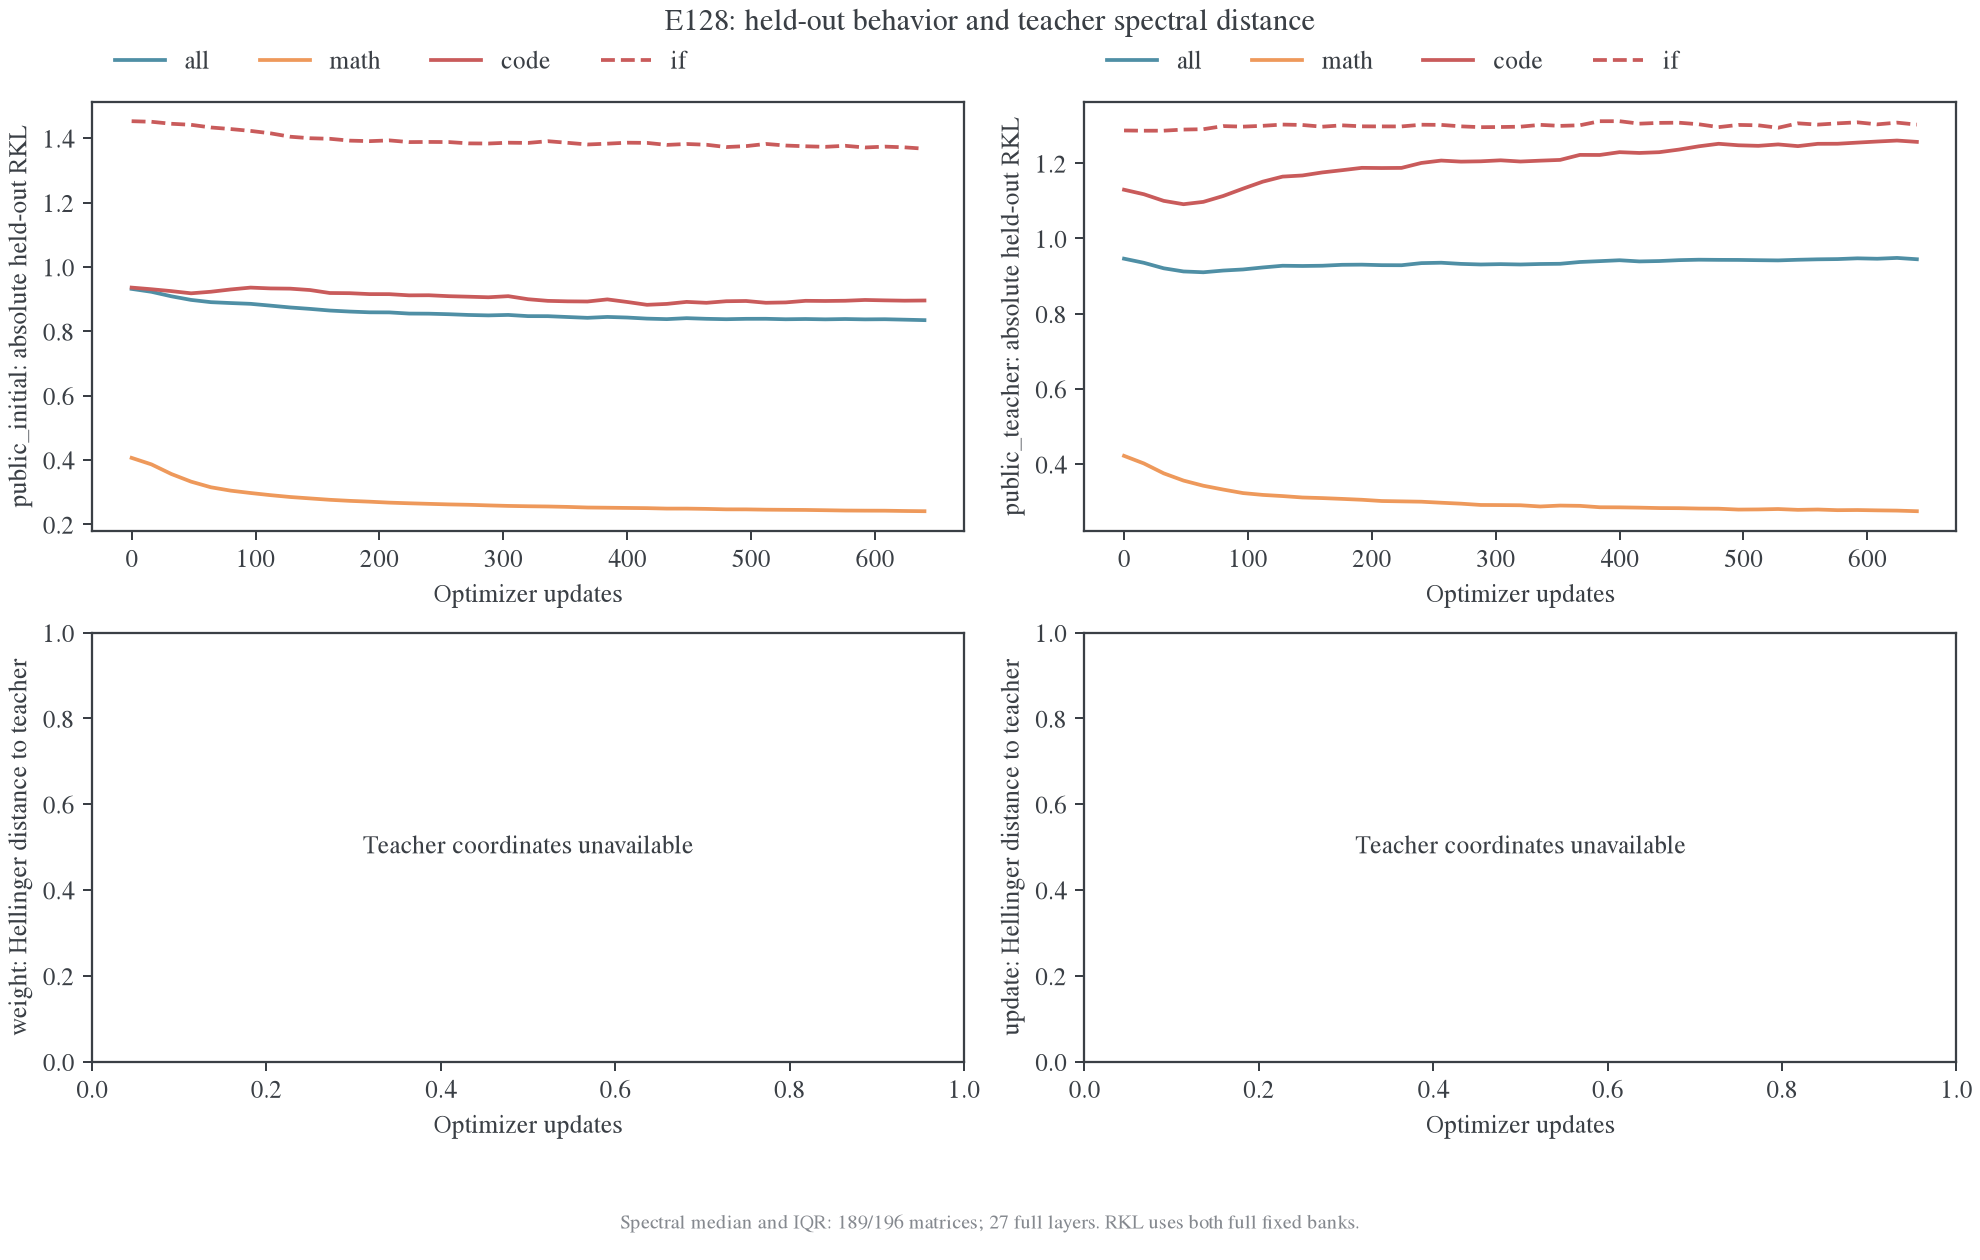 E128: held-out behavior and teacher spectral distance
all math code if
all math code if
public_initial: absolute held-out RKL
1.4
1.2
1.0
0.8
0.6
0.4
0.2
0 100 200 300 400 500 600
Optimizer updates
public_teacher: absolute held-out RKL
1.2
1.0
0.8
0.6
0.4
0 100 200 300 400 500 600
Optimizer updates
weight: Hellinger distance to teacher
1.0
0.8
0.6
0.4
0.2
0.0
Teacher coordinates unavailable
0.0 0.2 0.4 0.6 0.8 1.0
Optimizer updates
update: Hellinger distance to teacher
1.0
0.8
0.6
0.4
0.2
0.0
Teacher coordinates unavailable
0.0 0.2 0.4 0.6 0.8 1.0
Optimizer updates
Spectral median and IQR: 189/196 matrices; 27 full layers. RKL uses both full fixed banks.